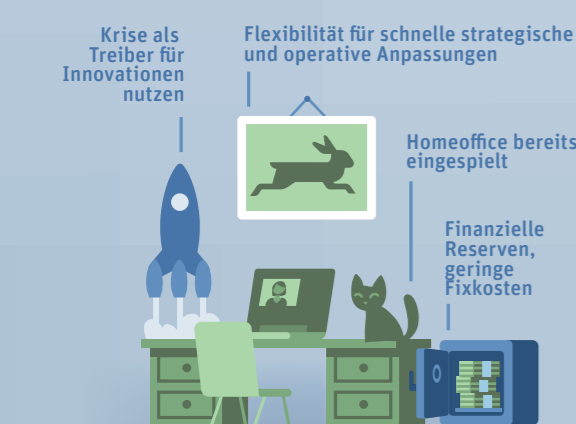 Krise als
Treiber für
Innovationen
nutzen
Flexibilität für schnelle strategische
und operative Anpassungen
Homeoffice bereits
eingespielt
Finanzielle
Reserven,
geringe
Fixkosten